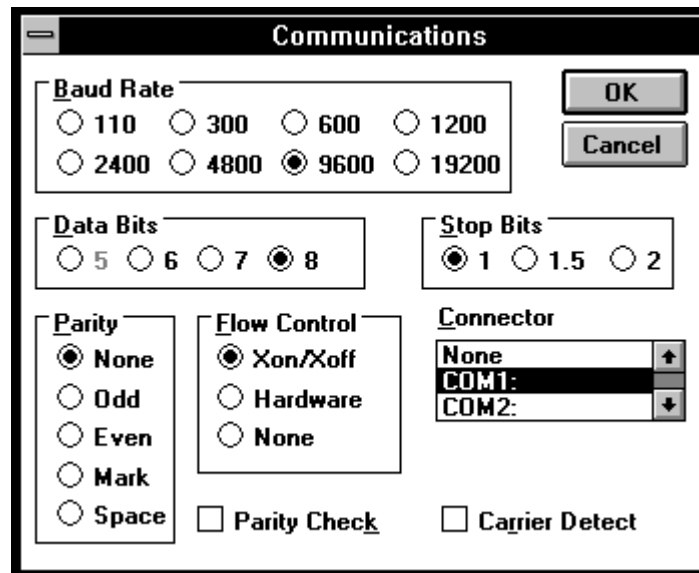 Communications
Baud Rate
110 300 600 1200
2400 4800 9600 19200
OK
Cancel
Data Bits
5 6 7 8
Stop Bits
1 1.5 2
Parity
None
Odd
Even
Mark
Space
Flow Control
Xon/Xoff
Hardware
None
Connector
None
COM1:
COM2:
Parity Check
Carrier Detect